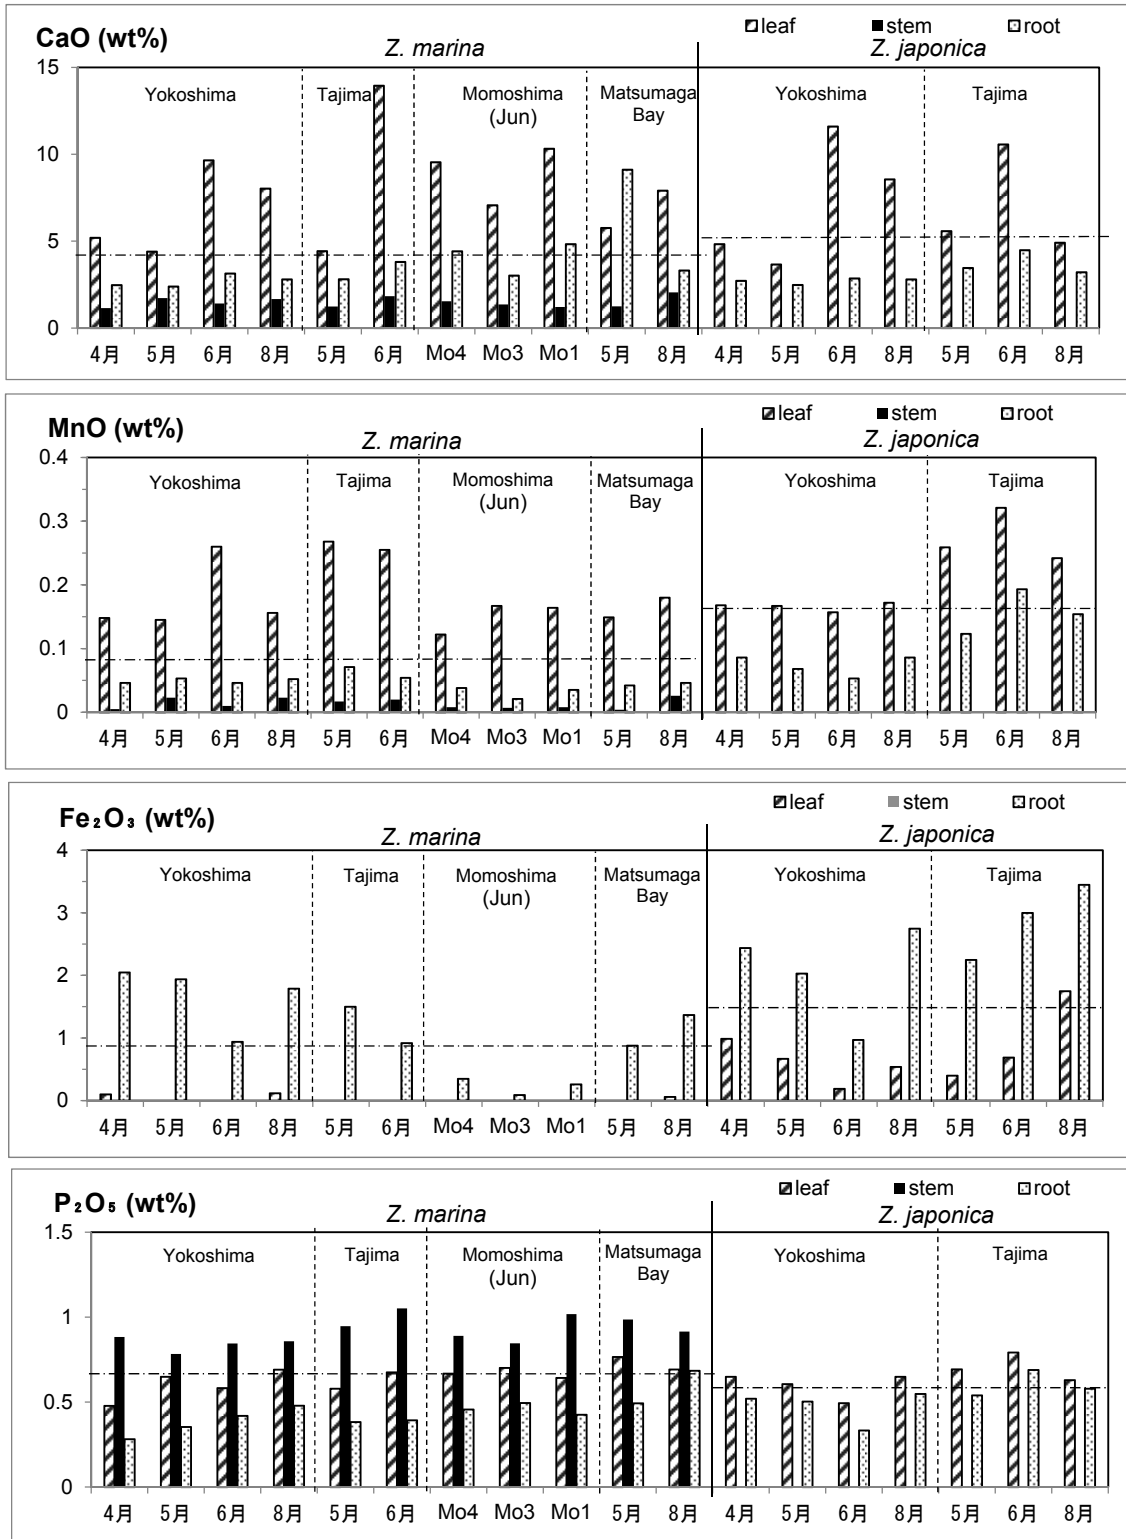 leaf stem root
CaO (wt%)
Z. marina Z. japonica
15
Yokoshima Tajima Momoshima Matsumaga Yokoshima Tajima
(Jun) Bay
10
5
0
4月 5月 6月 8月 5月 6月 Mo4 Mo3 Mo1 5月 8月 4月 5月 6月 8月 5月 6月 8月
leaf stem root
MnO (wt%)
Z. marina Z. japonica
0.4
Yokoshima Tajima Momoshima Matsumaga Yokoshima Tajima
(Jun) Bay
0.3
0.2
0.1
0
4月 5月 6月 8月 5月 6月 Mo4 Mo3 Mo1 5月 8月 4月 5月 6月 8月 5月 6月 8月
leaf stem root
Fe₂O₃ (wt%)
Z. marina Z. japonica
4
Yokoshima Tajima Momoshima Matsumaga Yokoshima Tajima
(Jun) Bay
3
2
1
0
4月 5月 6月 8月 5月 6月 Mo4 Mo3 Mo1 5月 8月 4月 5月 6月 8月 5月 6月 8月
leaf stem root
P₂O₅ (wt%)
Z. marina Z. japonica
1.5
Yokoshima Tajima Momoshima Matsumaga Yokoshima Tajima
(Jun) Bay
1
0.5
0
4月 5月 6月 8月 5月 6月 Mo4 Mo3 Mo1 5月 8月 4月 5月 6月 8月 5月 6月 8月